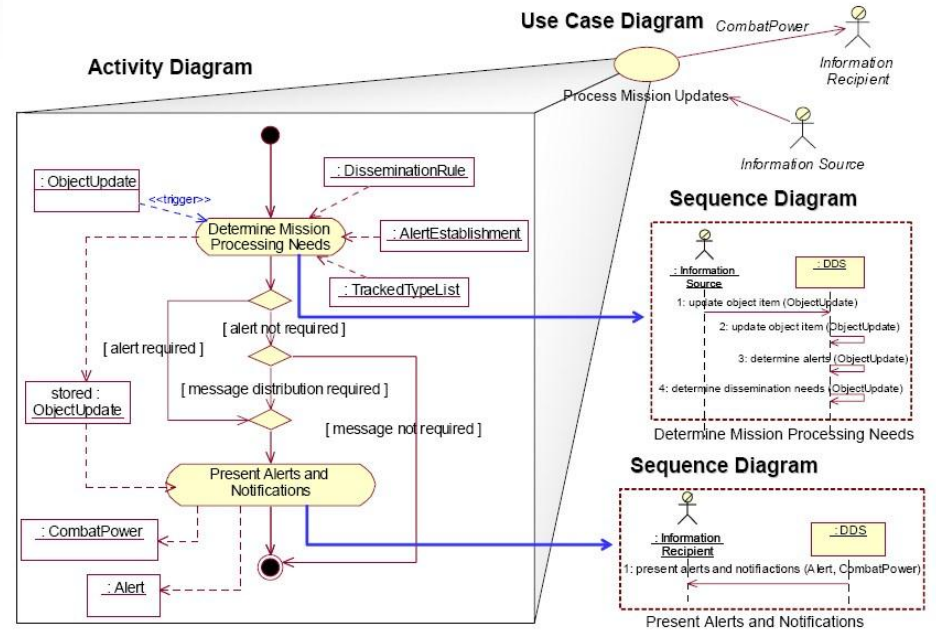 Use Case Diagram
CombatPower
Information
Recipient
Process Mission Updates
Information Source
Activity Diagram
: ObjectUpdate
<<trigger>>
: DisseminationRule
Determine Mission
Processing Needs
: AlertEstablishment
: TrackedTypeList
[ alert not required ]
[ alert required ]
[ message distribution required ]
stored :
ObjectUpdate
[ message not required ]
Present Alerts and
Notifications
: CombatPower
: Alert
Sequence Diagram
: Information
Source
: DDS
1: update object item (ObjectUpdate)
2: update object item (ObjectUpdate)
3: determine alerts (ObjectUpdate)
4: determine dissemination needs (ObjectUpdate)
Determine Mission Processing Needs
Sequence Diagram
: Information
Recipient
: DDS
1: present alerts and notifiactions (Alert, CombatPower)
Present Alerts and Notifications